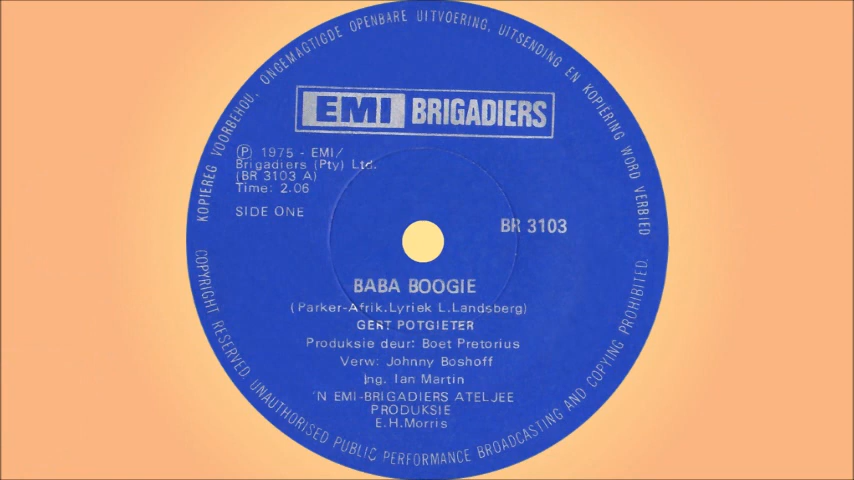 KOPIEREG VOORBEHOU. ONGEMAGTIGDE OPENBARE UITVOERING, UITSENDING EN KOPIERING WORD VERBIED
EMI BRIGADIERS
Ⓟ 1975 - EMI/
Brigadiers (Pty) Ltd.
(BR 3103 A)
Time: 2.06
SIDE ONE
BR 3103
BABA BOOGIE
(Parker-Afrik.Lyriek L.Landsberg)
GERT POTGIETER
Produksie deur: Boet Pretorius
Verw: Johnny Boshoff
Ing. Ian Martin
'N EMI-BRIGADIERS ATELJEE
PRODUKSIE
E.H.Morris
COPYRIGHT RESERVED. UNAUTHORISED PUBLIC PERFORMANCE BROADCASTING AND COPYING PROHIBITED.